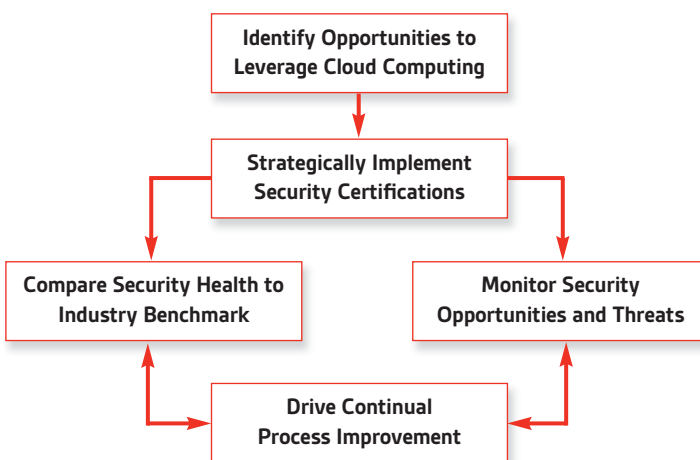 Identify Opportunities to
Leverage Cloud Computing
Strategically Implement
Security Certifications
Compare Security Health to
Industry Benchmark
Monitor Security
Opportunities and Threats
Drive Continual
Process Improvement